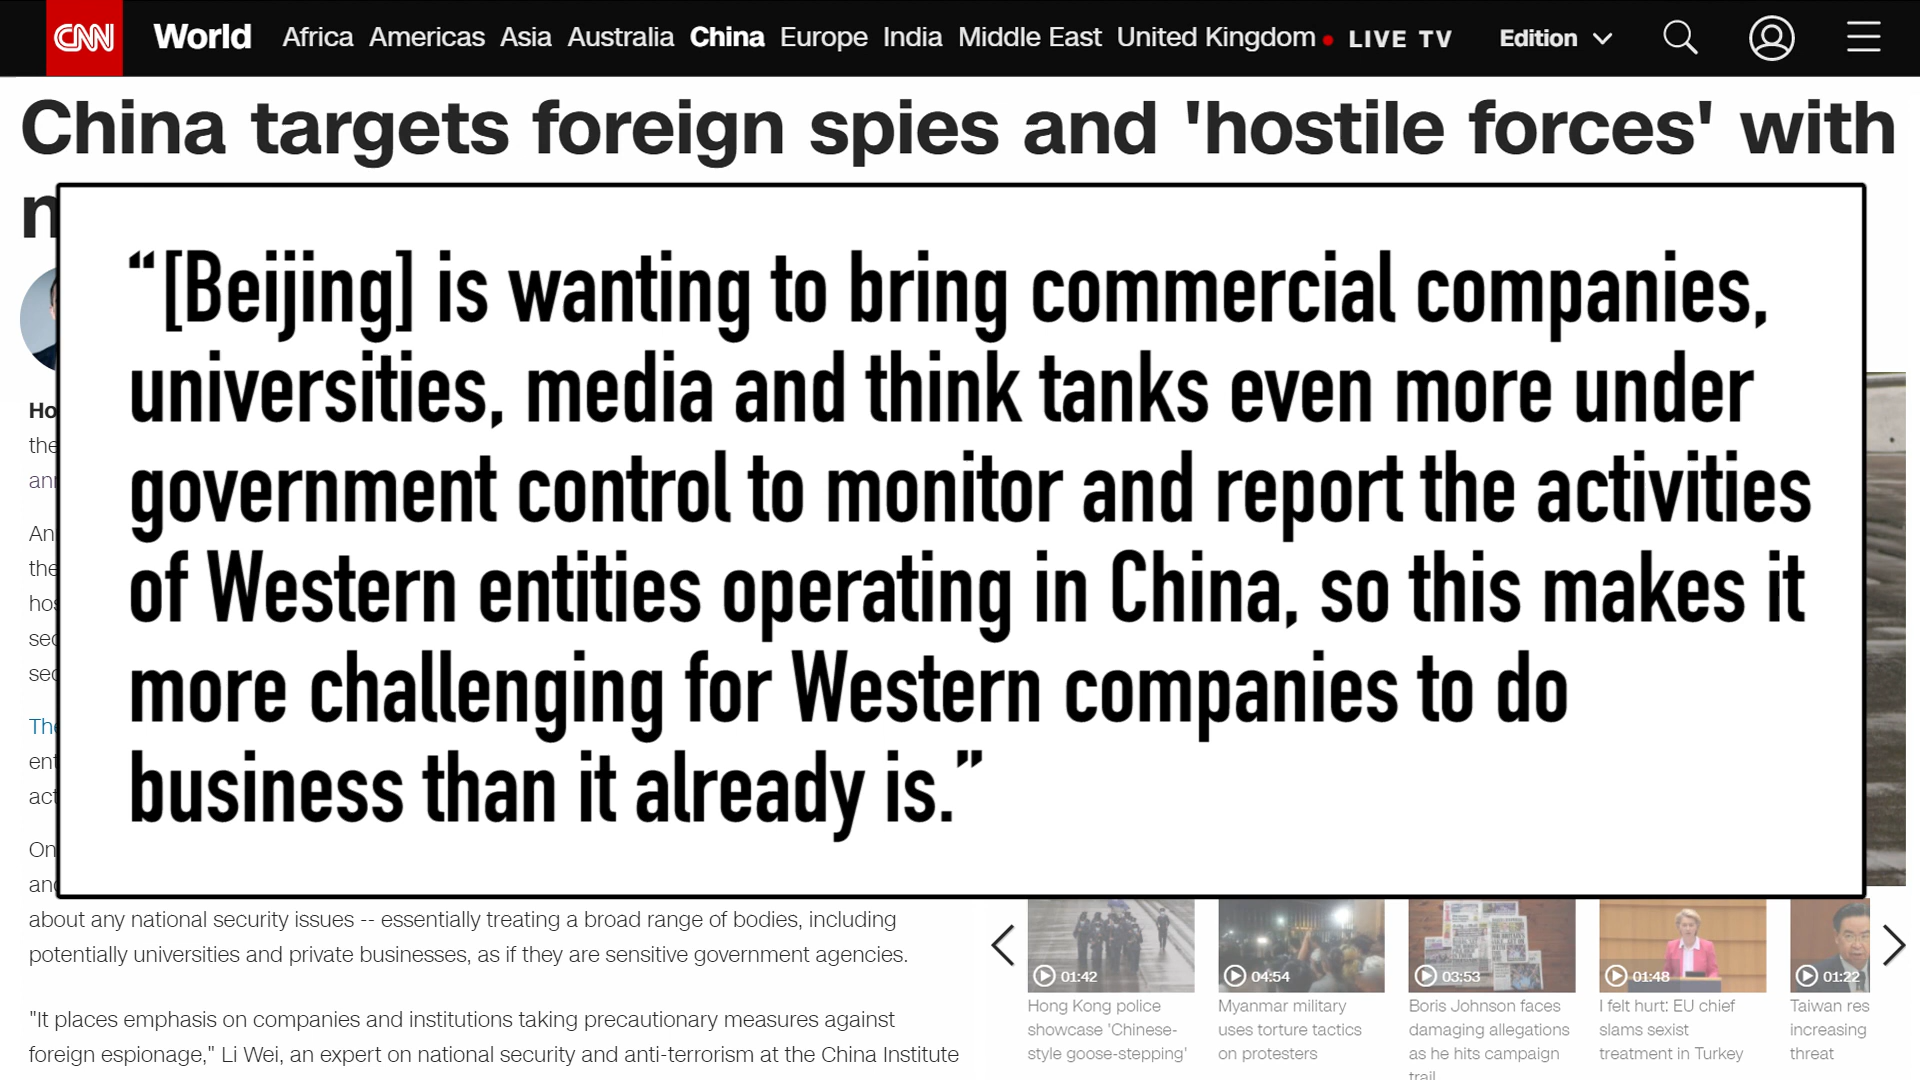 CNN World Africa Americas Asia Australia China Europe India Middle East United Kingdom LIVE TV Edition
China targets foreign spies and 'hostile forces' with
“[Beijing] is wanting to bring commercial companies,
universities, media and think tanks even more under
government control to monitor and report the activities
of Western entities operating in China, so this makes it
more challenging for Western companies to do
business than it already is.”
about any national security issues -- essentially treating a broad range of bodies, including
potentially universities and private businesses, as if they are sensitive government agencies.
"It places emphasis on companies and institutions taking precautionary measures against
foreign espionage," Li Wei, an expert on national security and anti-terrorism at the China Institute
01:42
Hong Kong police
showcase 'Chinese-
style goose-stepping'
04:54
Myanmar military
uses torture tactics
on protesters
03:53
Boris Johnson faces
damaging allegations
as he hits campaign
trail
01:48
I felt hurt: EU chief
slams sexist
treatment in Turkey
01:22
Taiwan res
increasing
threat